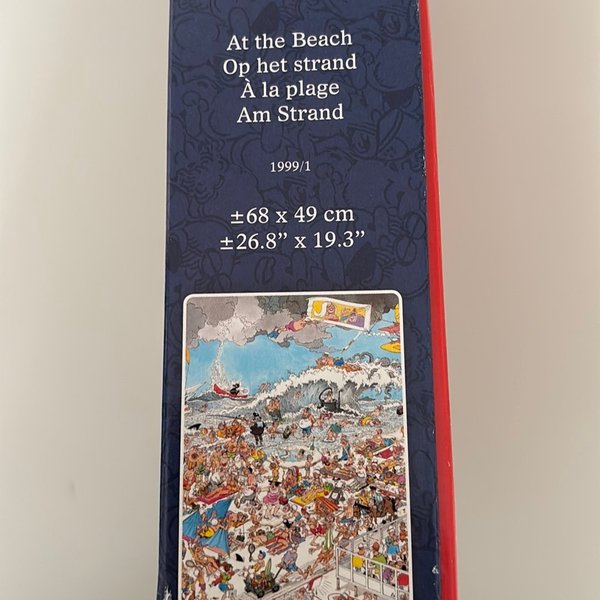 At the Beach
Op het strand
À la plage
Am Strand
1999/1
±68 x 49 cm
±26.8” x 19.3”